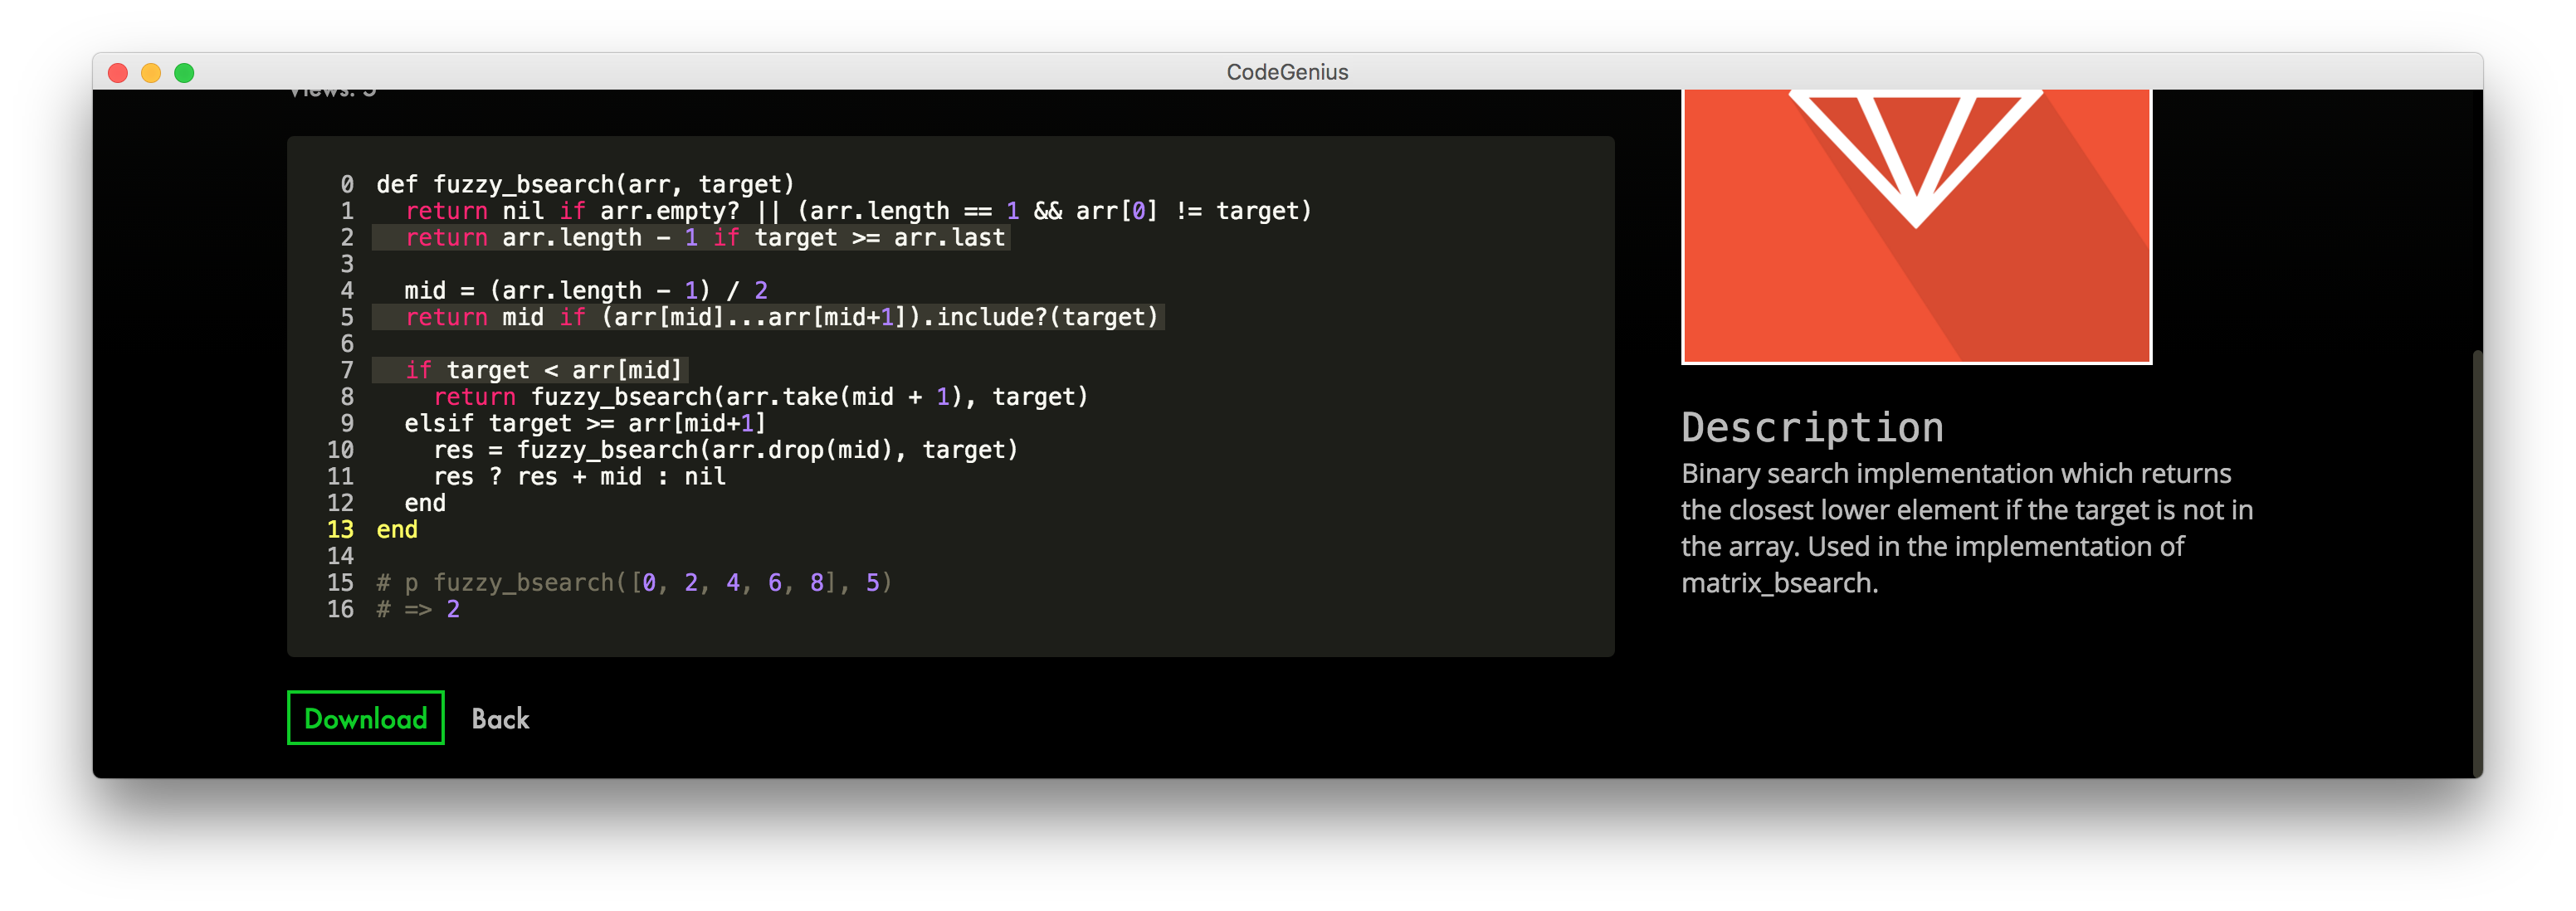 CodeGenius
Views: 5
0 def fuzzy_bsearch(arr, target)
1   return nil if arr.empty? || (arr.length == 1 && arr[0] != target)
2   return arr.length - 1 if target >= arr.last
3
4   mid = (arr.length - 1) / 2
5   return mid if (arr[mid]...arr[mid+1]).include?(target)
6
7   if target < arr[mid]
8     return fuzzy_bsearch(arr.take(mid + 1), target)
9   elsif target >= arr[mid+1]
10     res = fuzzy_bsearch(arr.drop(mid), target)
11     res ? res + mid : nil
12   end
13 end
14
15 # p fuzzy_bsearch([0, 2, 4, 6, 8], 5)
16 # => 2
Download Back
Description
Binary search implementation which returns
the closest lower element if the target is not in
the array. Used in the implementation of
matrix_bsearch.